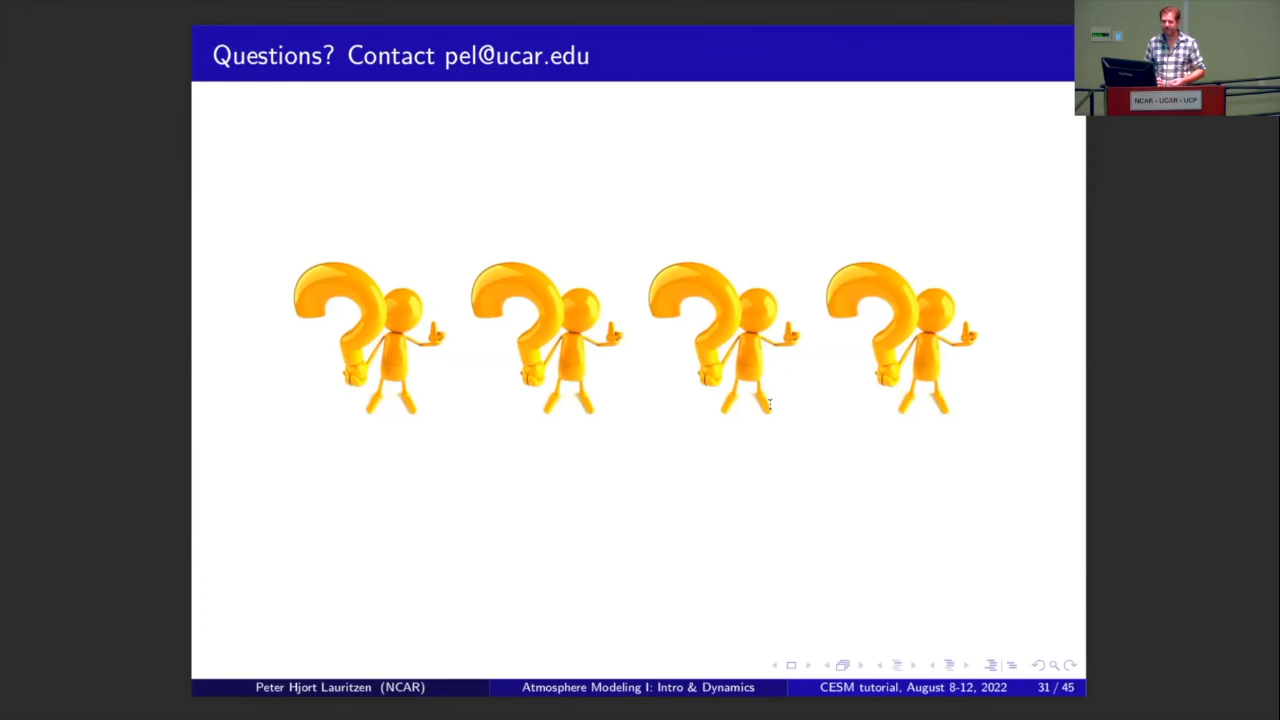 Questions? Contact pel@ucar.edu
NCAR • UCAR • UCP
Peter Hjort Lauritzen (NCAR)
Atmosphere Modeling I: Intro & Dynamics
CESM tutorial, August 8-12, 2022
31 / 45